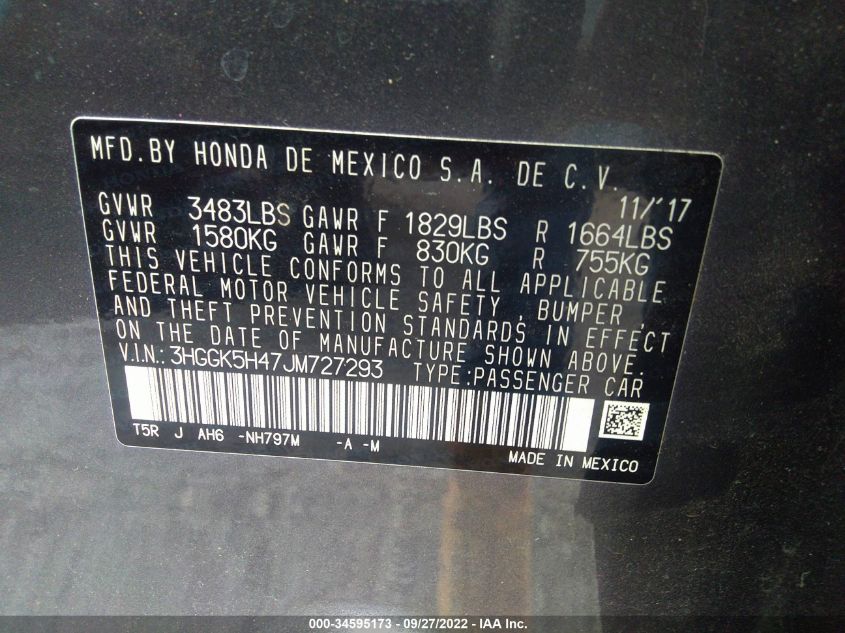 MFD.BY HONDA DE MEXICO S.A. DE C.V.
11/'17
GVWR 3483LBS GAWR F 1829LBS R 1664LBS
GVWR 1580KG GAWR F 830KG R 755KG
THIS VEHICLE CONFORMS TO ALL APPLICABLE
FEDERAL MOTOR VEHICLE SAFETY, BUMPER,
AND THEFT PREVENTION STANDARDS IN EFFECT
ON THE DATE OF MANUFACTURE SHOWN ABOVE.
V.I.N.:3HGGK5H47JM727293 TYPE:PASSENGER CAR
T5R J AH6 -NH797M -A -M
MADE IN MEXICO
000-34595173 - 09/27/2022 - IAA Inc.